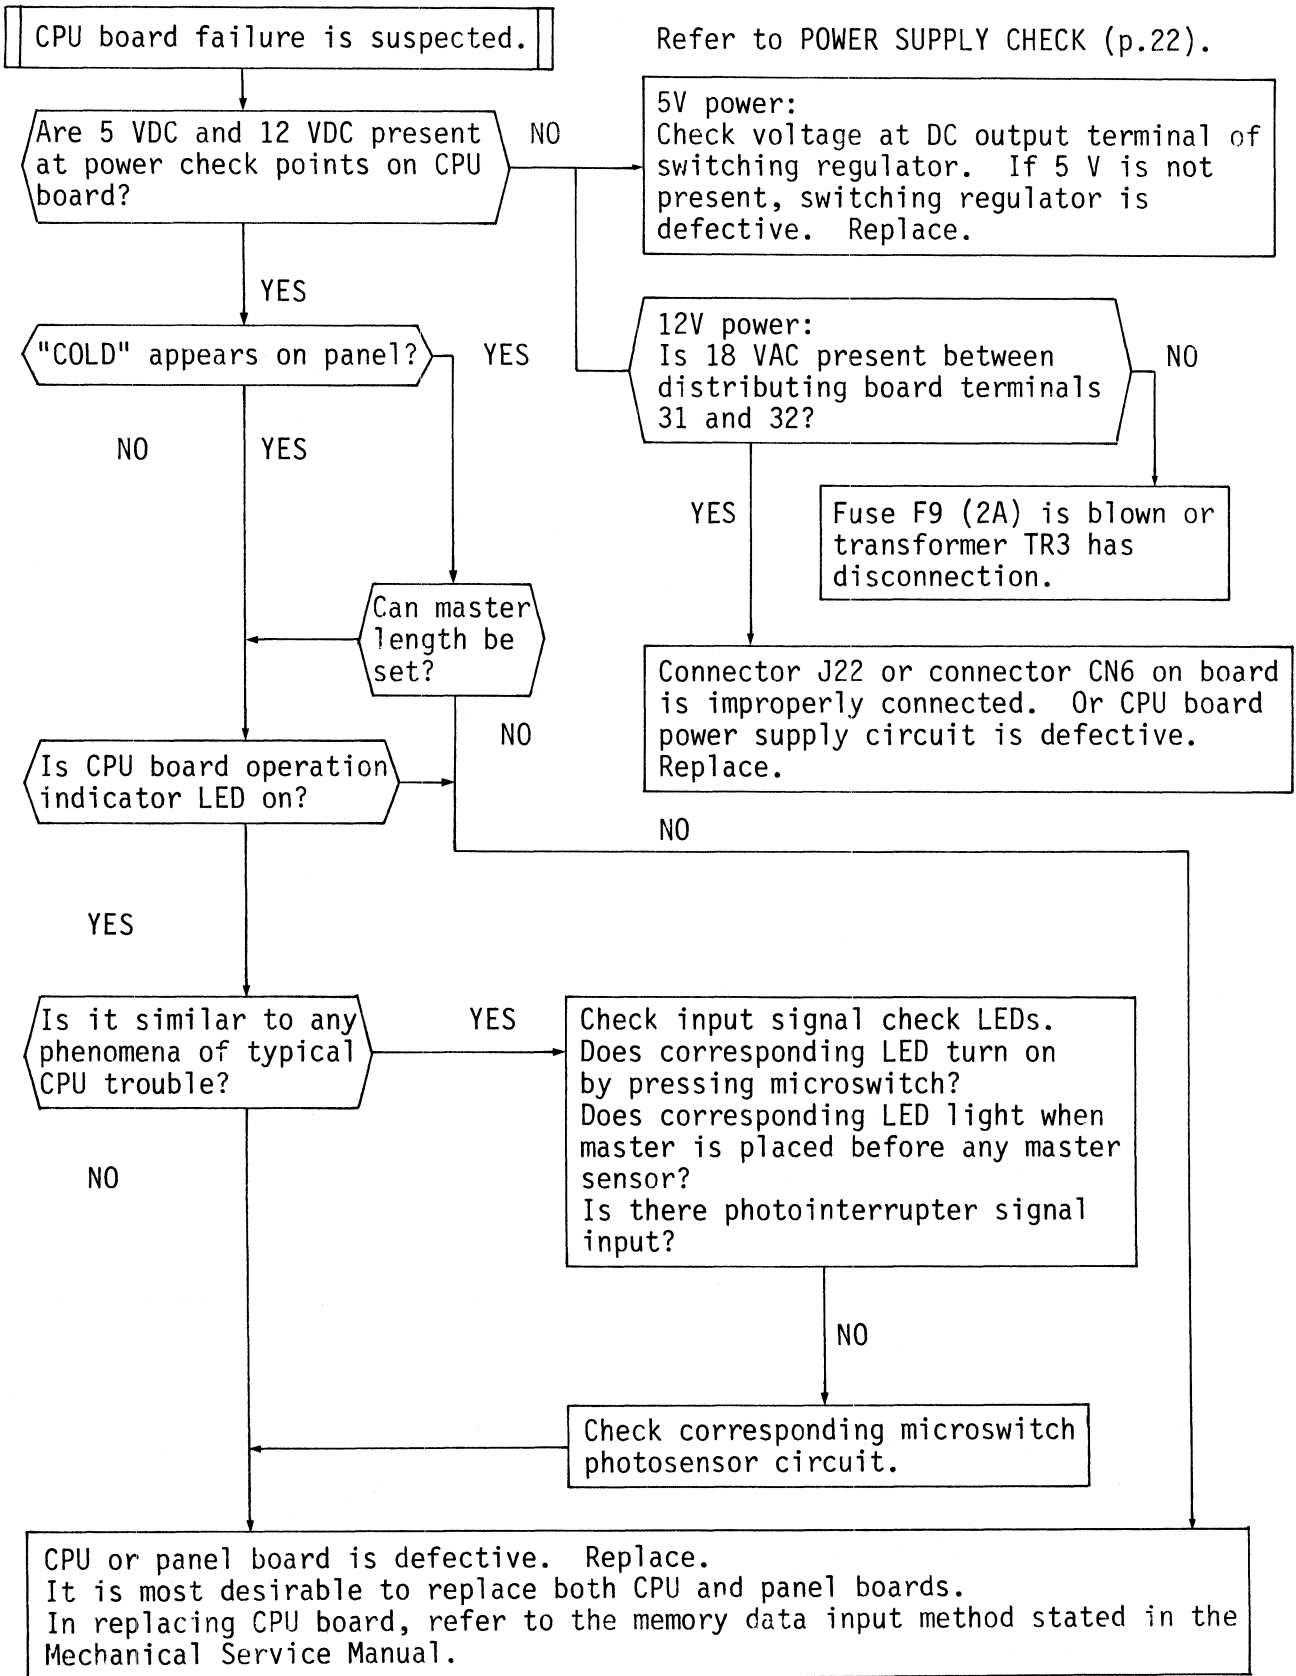 CPU board failure is suspected.
Refer to POWER SUPPLY CHECK (p.22).
Are 5 VDC and 12 VDC present
at power check points on CPU
board?
NO
5V power:
Check voltage at DC output terminal of
switching regulator. If 5 V is not
present, switching regulator is
defective. Replace.
YES
"COLD" appears on panel?
YES
12V power:
Is 18 VAC present between
distributing board terminals
31 and 32?
NO
NO
YES
YES
Fuse F9 (2A) is blown or
transformer TR3 has
disconnection.
Can master
length be
set?
NO
Connector J22 or connector CN6 on board
is improperly connected. Or CPU board
power supply circuit is defective.
Replace.
Is CPU board operation
indicator LED on?
NO
YES
Is it similar to any
phenomena of typical
CPU trouble?
YES
Check input signal check LEDs.
Does corresponding LED turn on
by pressing microswitch?
Does corresponding LED light when
master is placed before any master
sensor?
Is there photointerrupter signal
input?
NO
NO
Check corresponding microswitch
photosensor circuit.
CPU or panel board is defective. Replace.
It is most desirable to replace both CPU and panel boards.
In replacing CPU board, refer to the memory data input method stated in the
Mechanical Service Manual.